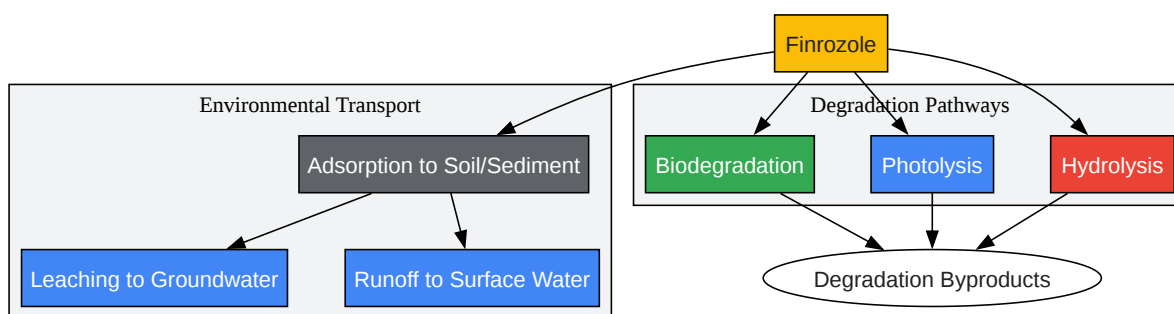 Finrozole
Environmental Transport
Degradation Pathways
Adsorption to Soil/Sediment
Biodegradation
Photolysis
Hydrolysis
Leaching to Groundwater
Runoff to Surface Water
Degradation Byproducts